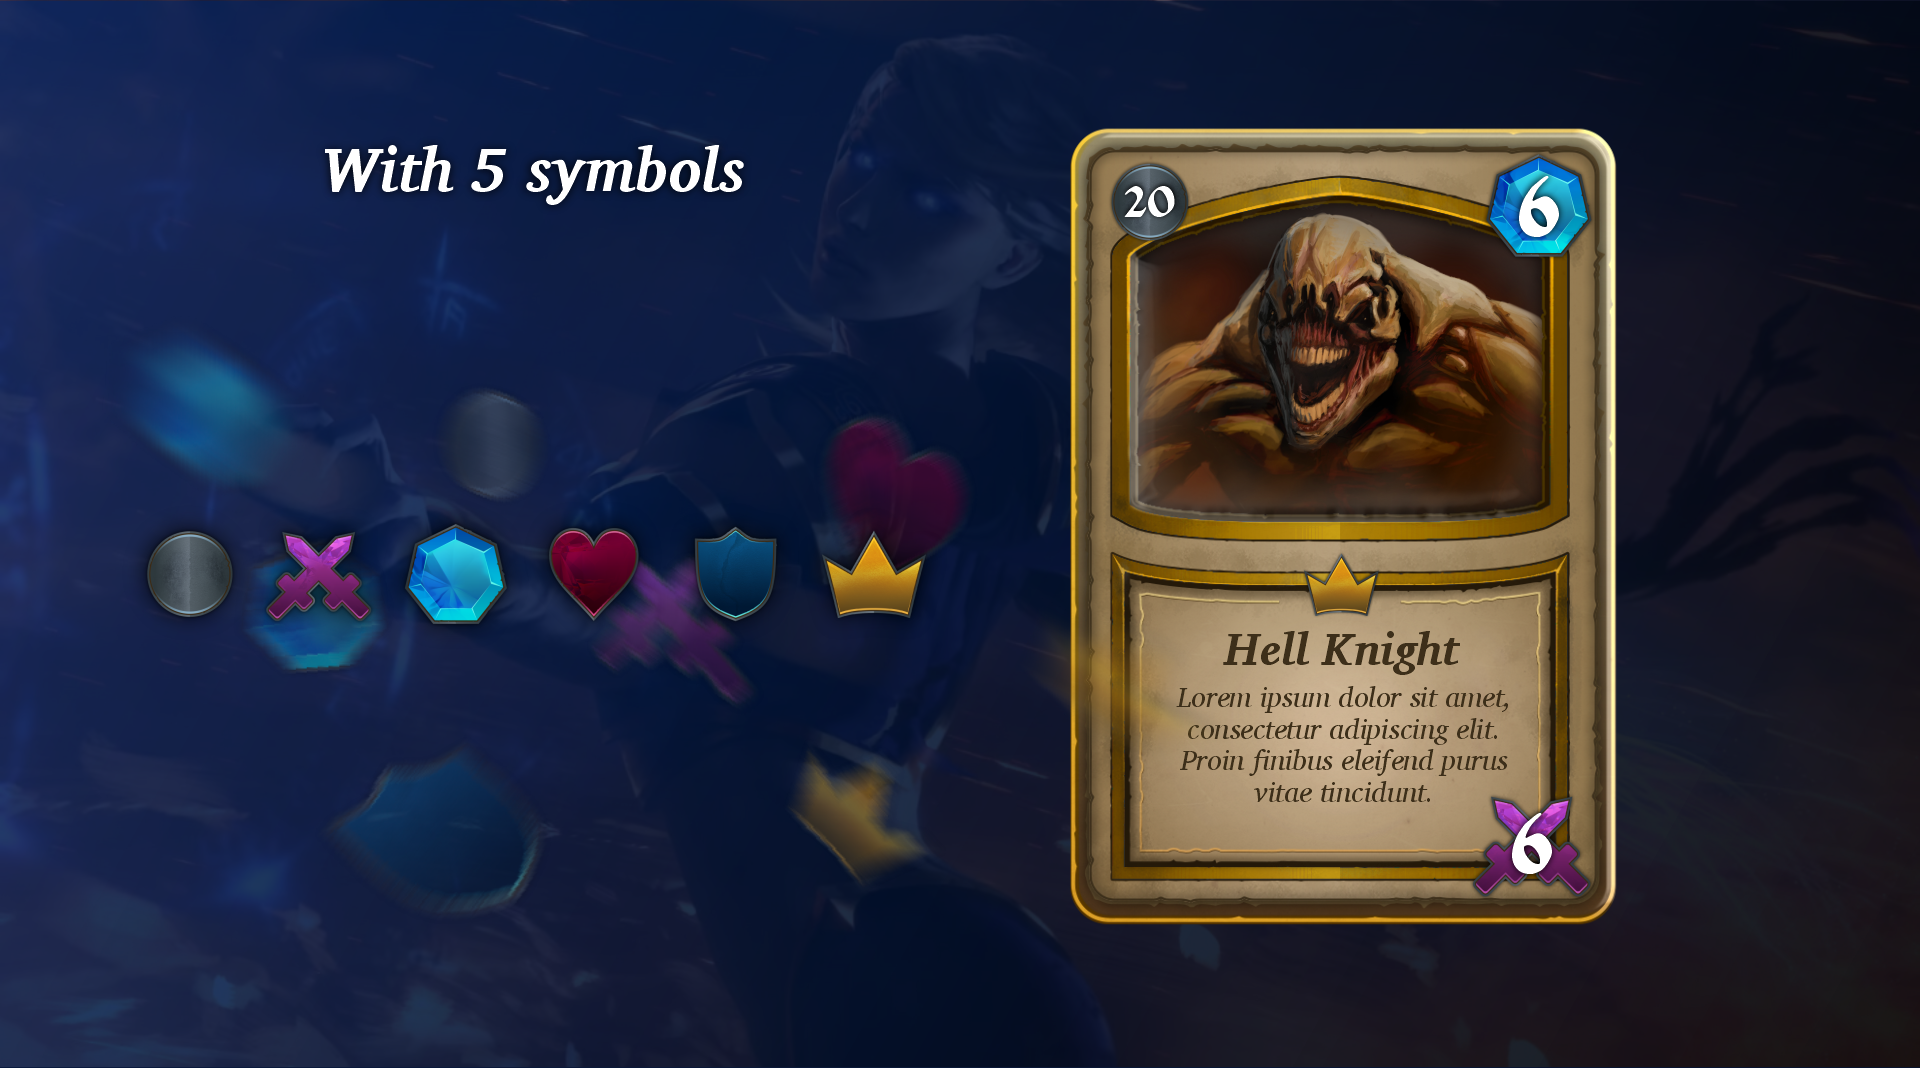 With 5 symbols
20
6
Hell Knight
Lorem ipsum dolor sit amet,
consectetur adipiscing elit.
Proin finibus eleifend purus
vitae tincidunt.
6